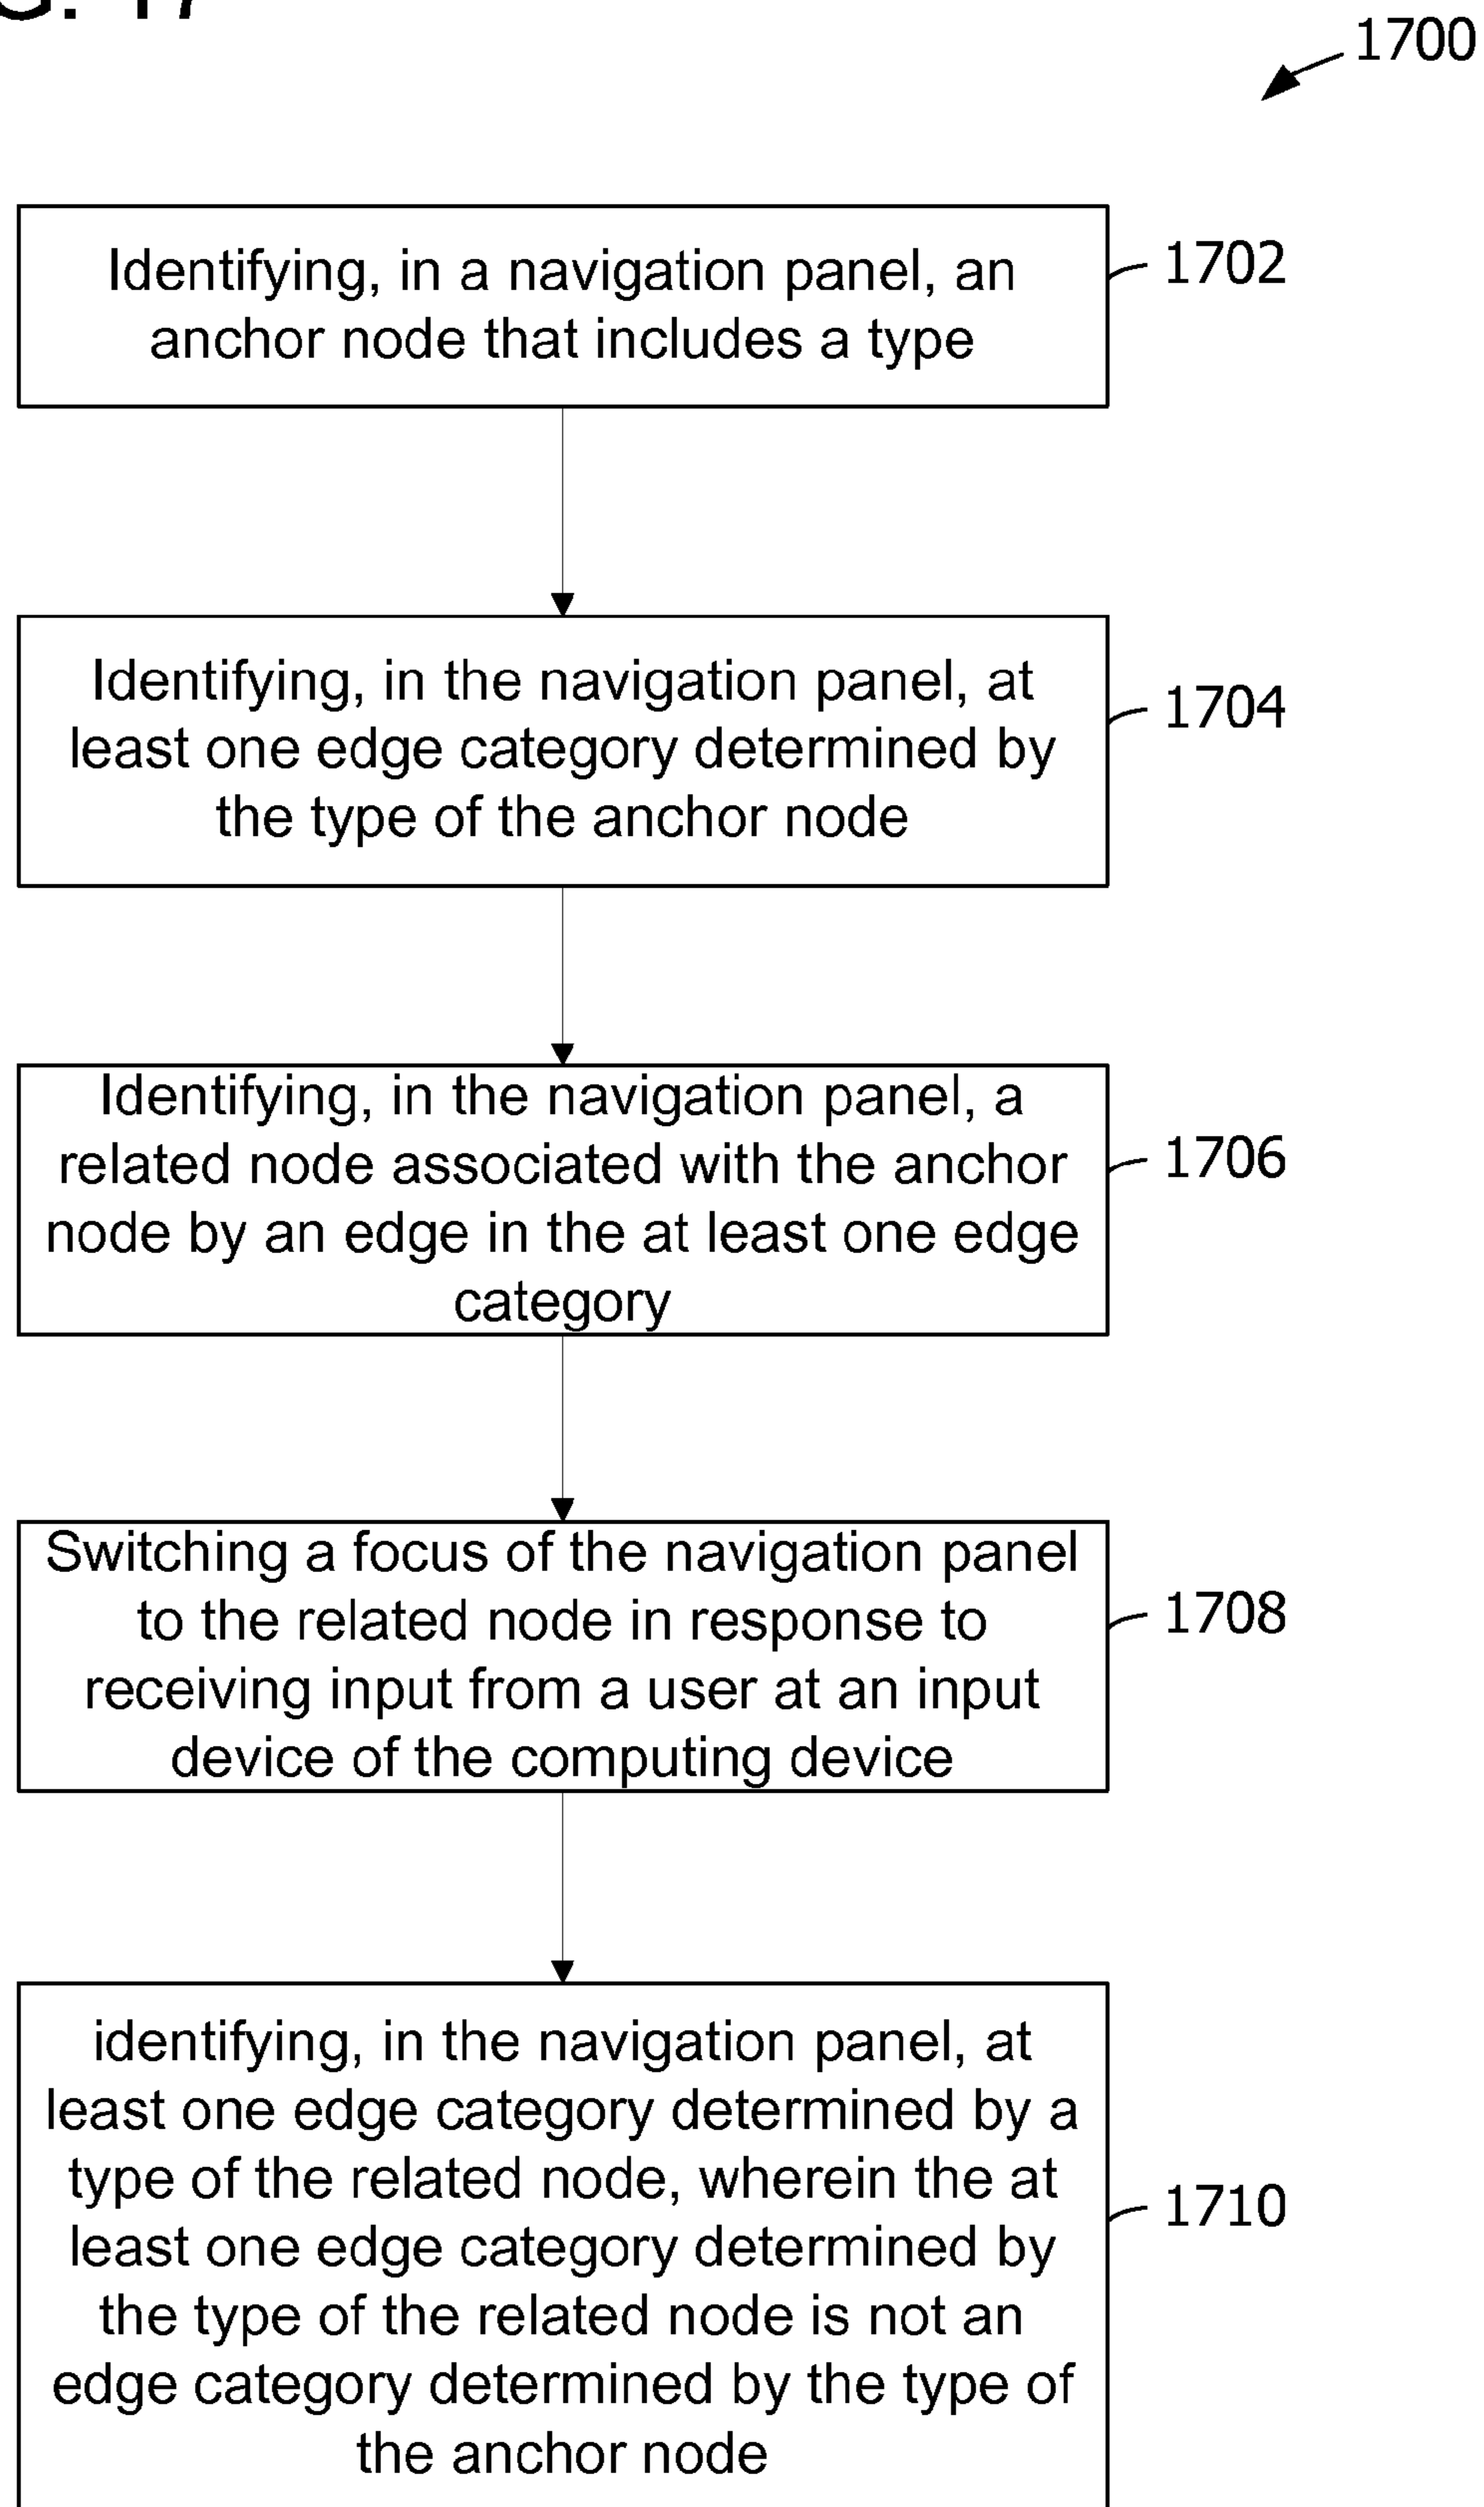 17
1700
Identifying, in a navigation panel, an
anchor node that includes a type
1702
Identifying, in the navigation panel, at
least one edge category determined by
the type of the anchor node
1704
Identifying, in the navigation panel, a
related node associated with the anchor
node by an edge in the at least one edge
category
1706
Switching a focus of the navigation panel
to the related node in response to
receiving input from a user at an input
device of the computing device
1708
identifying, in the navigation panel, at
least one edge category determined by a
type of the related node, wherein the at
least one edge category determined by
the type of the related node is not an
edge category determined by the type of
the anchor node
1710